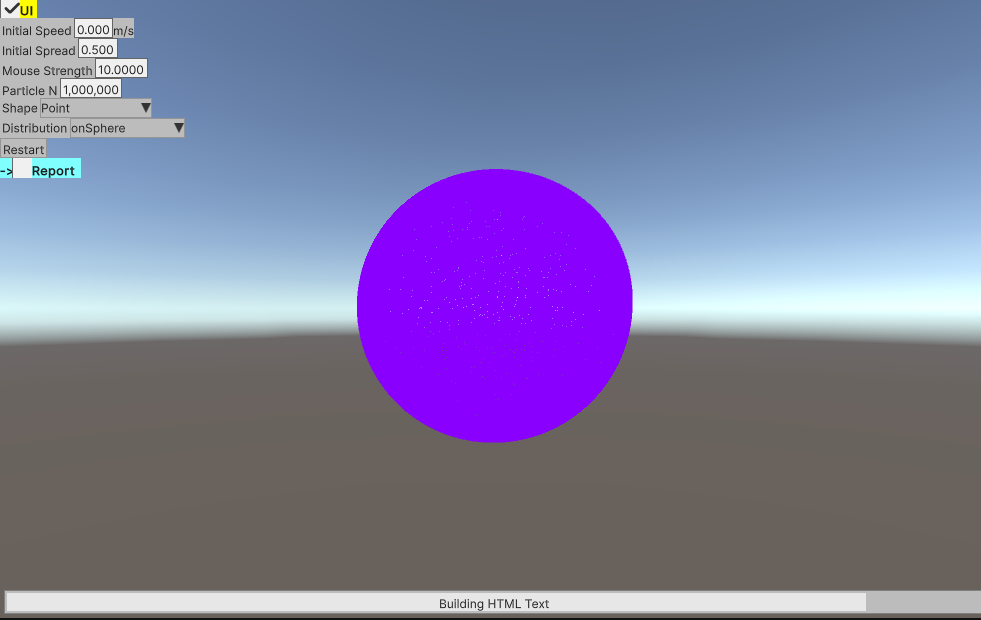 UI
Initial Speed 0.000 m/s
Initial Spread 0.500
Mouse Strength 10.0000
Particle N 1,000,000
Shape Point
Distribution onSphere
Restart
-> Report
Building HTML Text